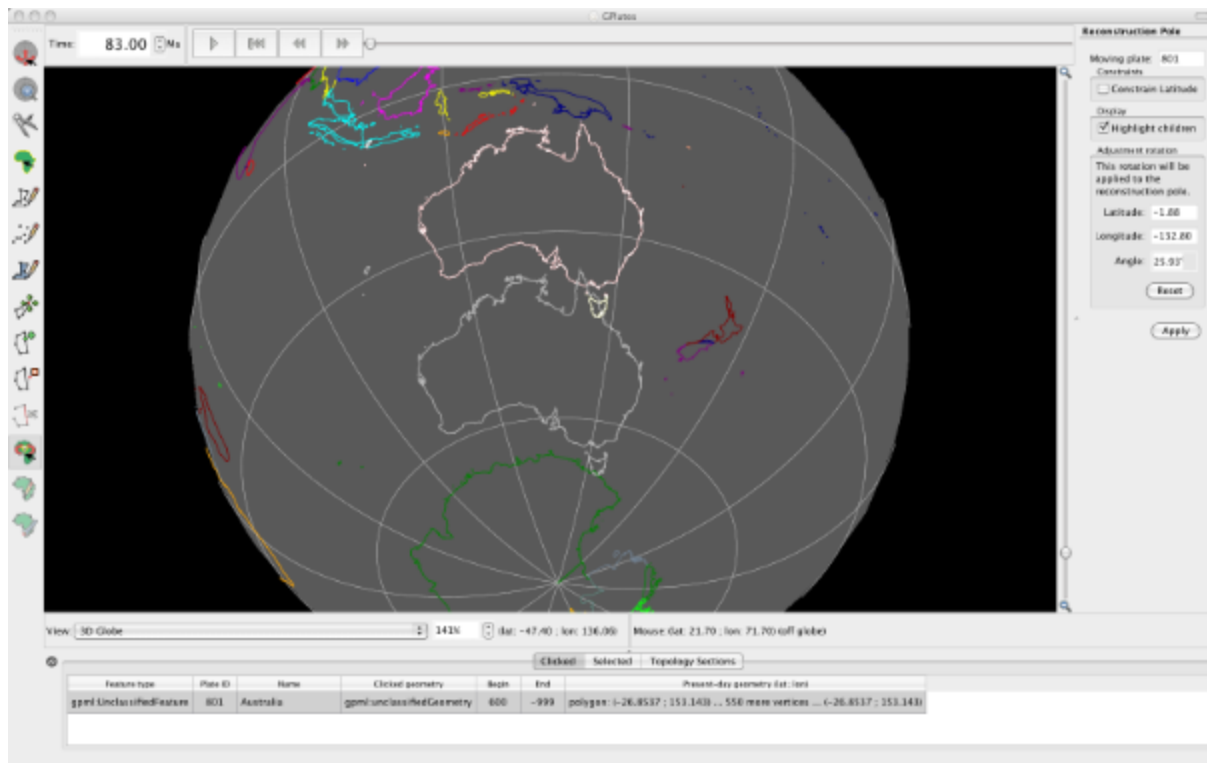 GPlates
Time: 83.00 Ma
Reconstruction Pole
Moving plate: 801
Constraints
Constrain Latitude
Display
Highlight children
Adjustment rotation
This rotation will be
applied to the
reconstruction pole.
Latitude: -1.88
Longitude: -132.80
Angle: 25.93°
Reset
Apply
View: 3D Globe 141% (lat: -47.40 ; lon: 136.06) Mouse (lat: 21.70 ; lon: 71.70) (off globe)
Clicked Selected Topology Sections
Feature type Plate ID Name Clicked geometry Begin End Present-day geometry (lat; lon)
gpml:UnclassifiedFeature 801 Australia gpml:unclassifiedGeometry 600 -999 polygon: (-26.8537 ; 153.143) ... 550 more vertices ... (-26.8537 ; 153.143)